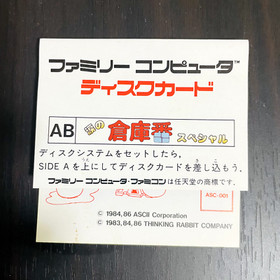 ファミリー コンピュータ™
ディスクカード
AB 涙の倉庫番スペシャル
ディスクシステムをセットしたら、
SIDE Aを上にしてディスクカードを差し込もう。
ファミリー コンピュータ・ファミコンは任天堂の商標です。
ASC-S01
© 1984,86 ASCII Corporation
© 1983,84,86 THINKING RABBIT COMPANY